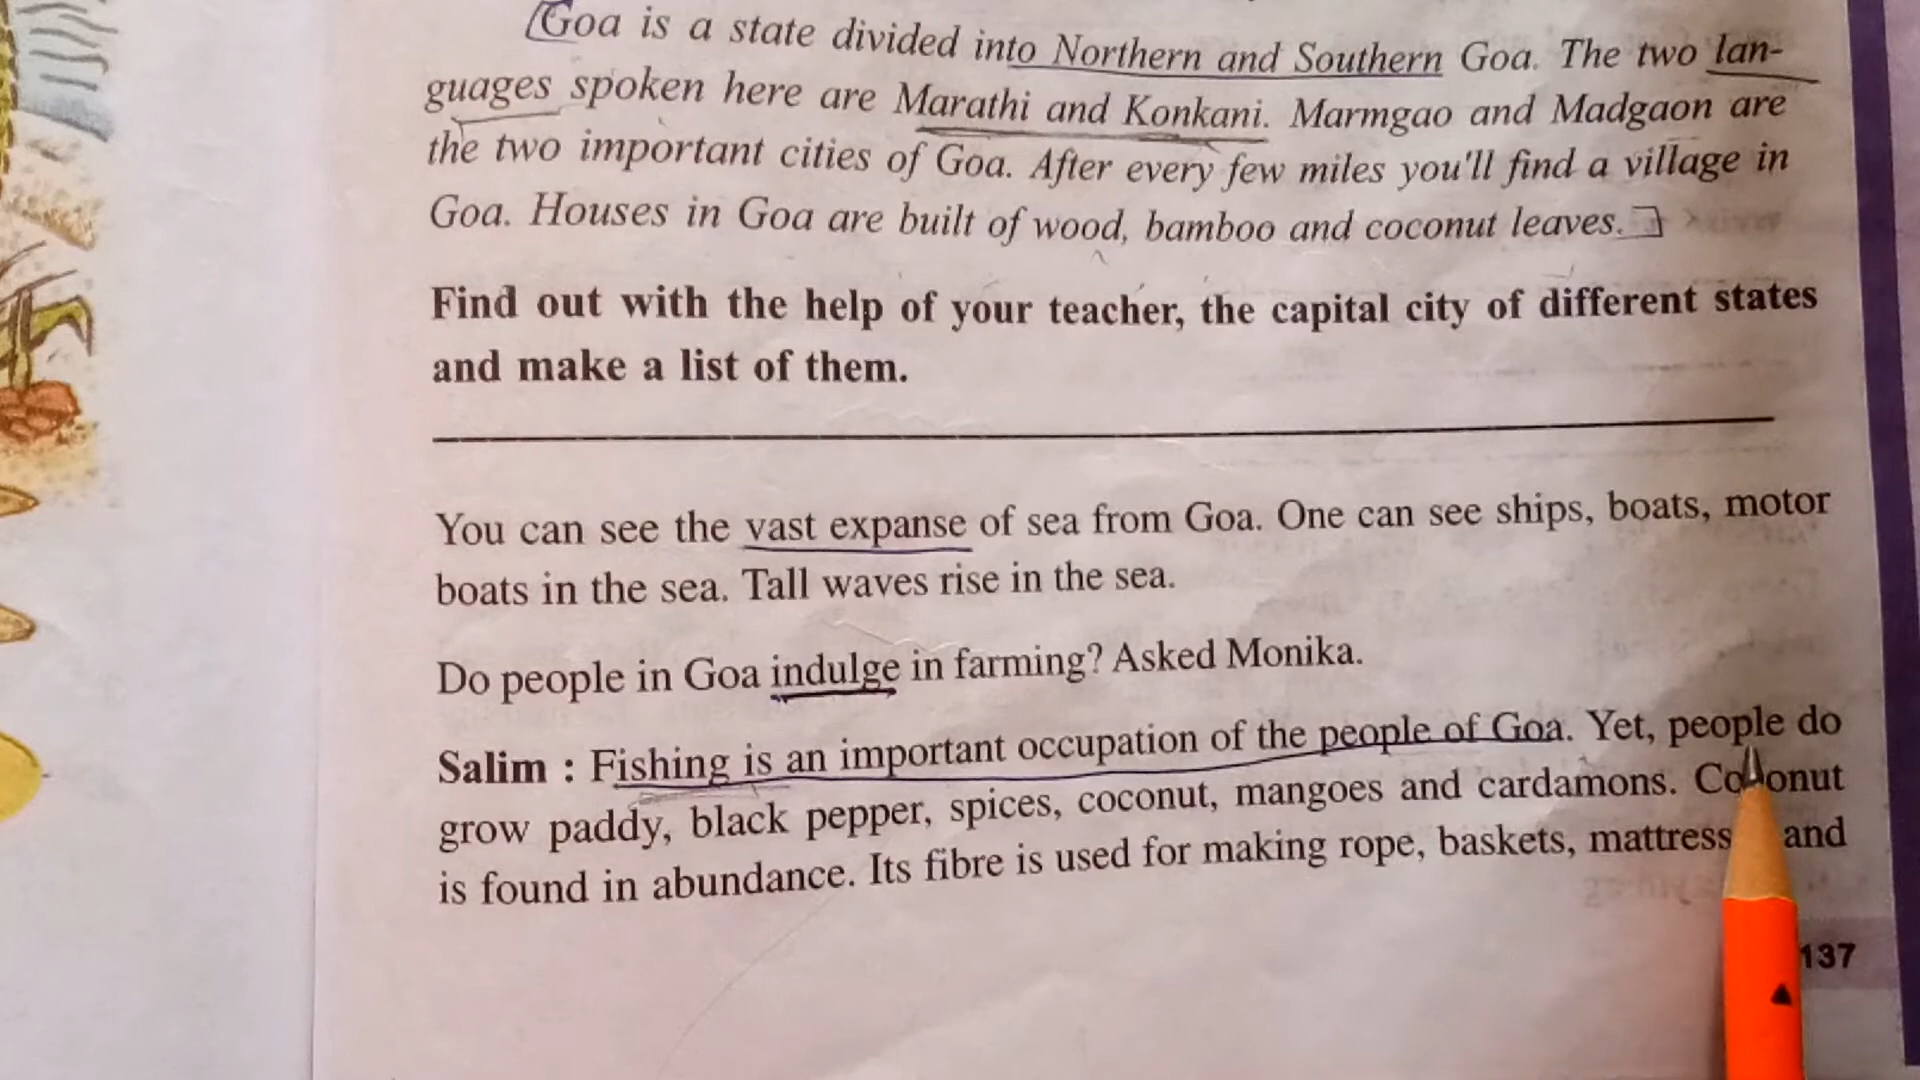 Goa is a state divided into Northern and Southern Goa. The two lan-
guages spoken here are Marathi and Konkani. Marmgao and Madgaon are
the two important cities of Goa. After every few miles you'll find a village in
Goa. Houses in Goa are built of wood, bamboo and coconut leaves.
Find out with the help of your teacher, the capital city of different states
and make a list of them.
You can see the vast expanse of sea from Goa. One can see ships, boats, motor
boats in the sea. Tall waves rise in the sea.
Do people in Goa indulge in farming? Asked Monika.
Salim : Fishing is an important occupation of the people of Goa. Yet, people do
grow paddy, black pepper, spices, coconut, mangoes and cardamons. Coconut
is found in abundance. Its fibre is used for making rope, baskets, mattress and
137